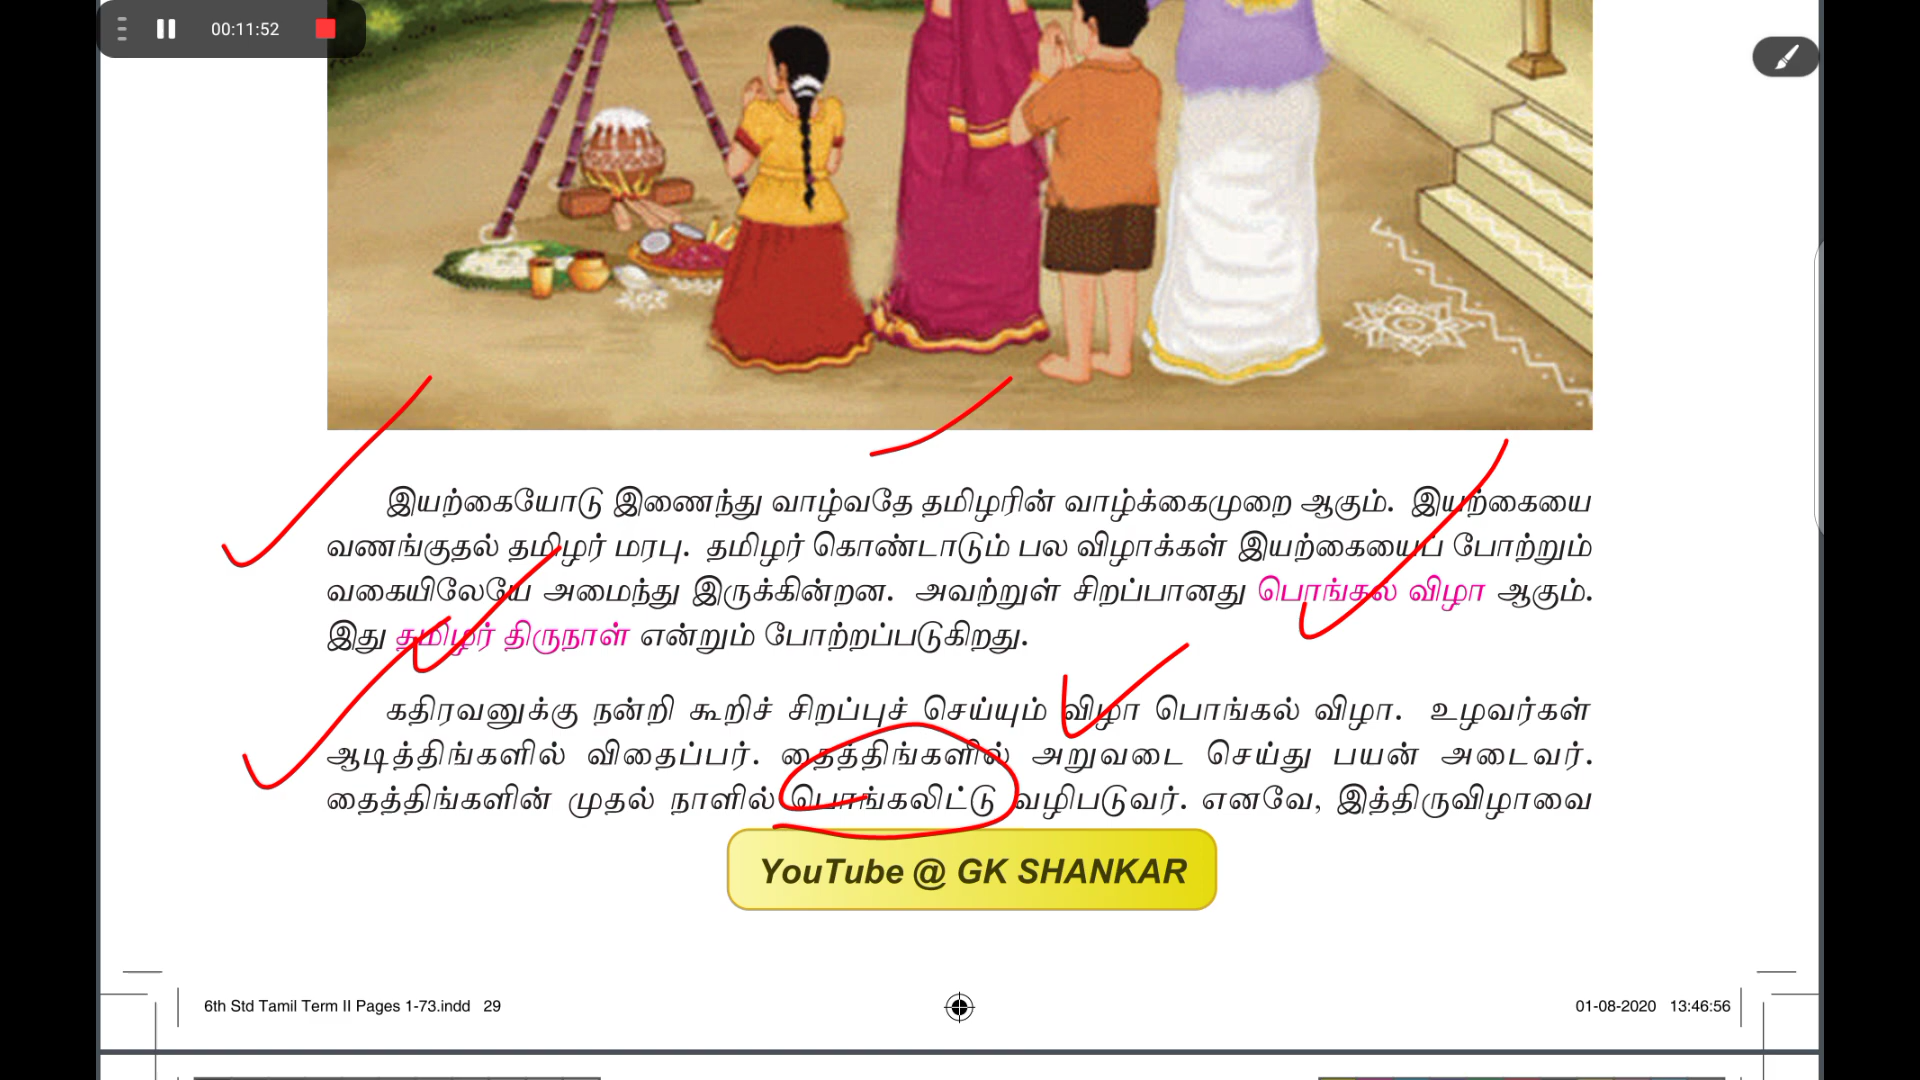 00:11:52
இயற்கையோடு இணைந்து வாழ்வதே தமிழரின் வாழ்க்கைமுறை ஆகும். இயற்கையை
வணங்குதல் தமிழர் மரபு. தமிழர் கொண்டாடும் பல விழாக்கள் இயற்கையைப் போற்றும்
வகையிலேயே அமைந்து இருக்கின்றன. அவற்றுள் சிறப்பானது பொங்கல் விழா ஆகும்.
இது தமிழர் திருநாள் என்றும் போற்றப்படுகிறது.
கதிரவனுக்கு நன்றி கூறிச் சிறப்புச் செய்யும் விழா பொங்கல் விழா. உழவர்கள்
ஆடித்திங்களில் விதைப்பர். தைத்திங்களில் அறுவடை செய்து பயன் அடைவர்.
தைத்திங்களின் முதல் நாளில் பொங்கலிட்டு வழிபடுவர். எனவே, இத்திருவிழாவை
YouTube @ GK SHANKAR
6th Std Tamil Term II Pages 1-73.indd 29
01-08-2020 13:46:56